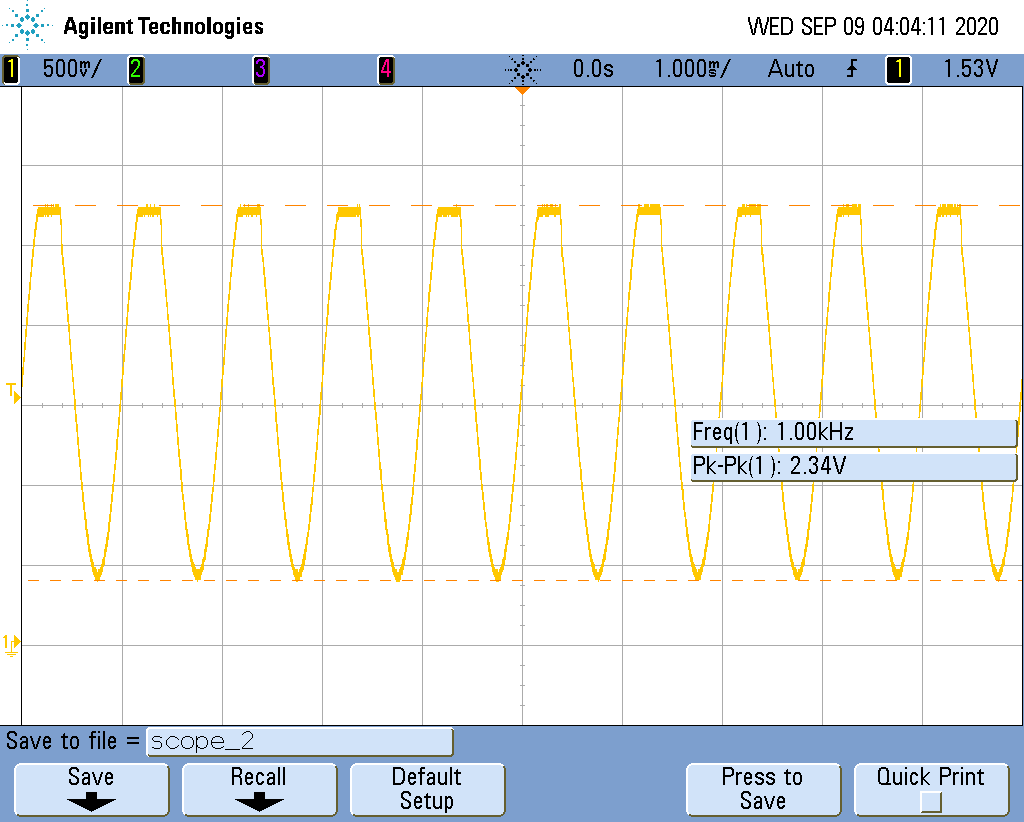 Agilent Technologies WED SEP 09 04:04:11 2020
1 500mV/ 2 3 4 0.0s 1.000ms/ Auto 1 1.53V
T
Freq(1): 1.00kHz
Pk-Pk(1): 2.34V
1
Save to file = scope_2
Save Recall Default Setup Press to Save Quick Print